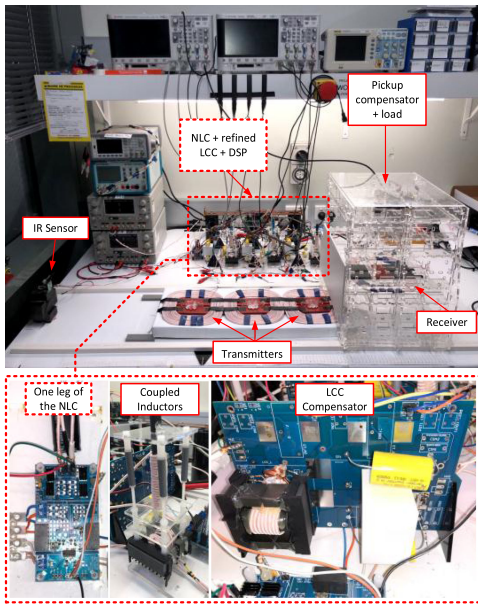 Pickup
compensator
+ load
NLC + refined
LCC + DSP
IR Sensor
Receiver
Transmitters
One leg of
the NLC
Coupled
Inductors
LCC
Compensator